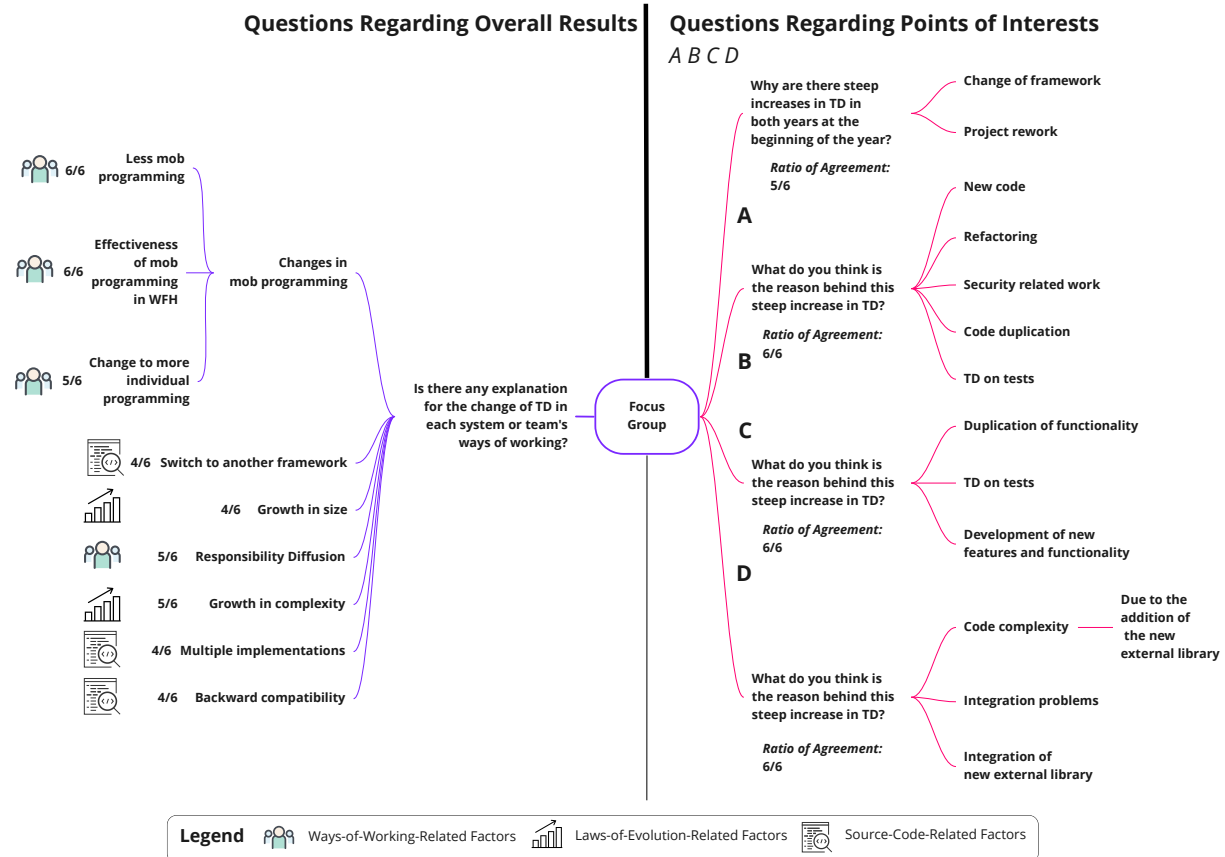 Questions Regarding Overall Results
Less mob
programming
6/6
Effectiveness
of mob
programming
in WFH
6/6
Change to more
individual
programming
5/6
Changes in
mob programming
4/6 Switch to another framework
4/6 Growth in size
5/6 Responsibility Diffusion
5/6 Growth in complexity
4/6 Multiple implementations
4/6 Backward compatibility
Is there any explanation
for the change of TD in
each system or team's
ways of working?
Focus
Group
Questions Regarding Points of Interests
A B C D
Why are there steep
increases in TD in
both years at the
beginning of the year?
Ratio of Agreement:
5/6
Change of framework
Project rework
A
What do you think is
the reason behind this
steep increase in TD?
Ratio of Agreement:
6/6
New code
Refactoring
Security related work
Code duplication
TD on tests
B
C
What do you think is
the reason behind this
steep increase in TD?
Ratio of Agreement:
6/6
Duplication of functionality
TD on tests
Development of new
features and functionality
D
What do you think is
the reason behind this
steep increase in TD?
Ratio of Agreement:
6/6
Code complexity
Due to the
addition of
the new
external library
Integration problems
Integration of
new external library
Legend
Ways-of-Working-Related Factors
Laws-of-Evolution-Related Factors
Source-Code-Related Factors